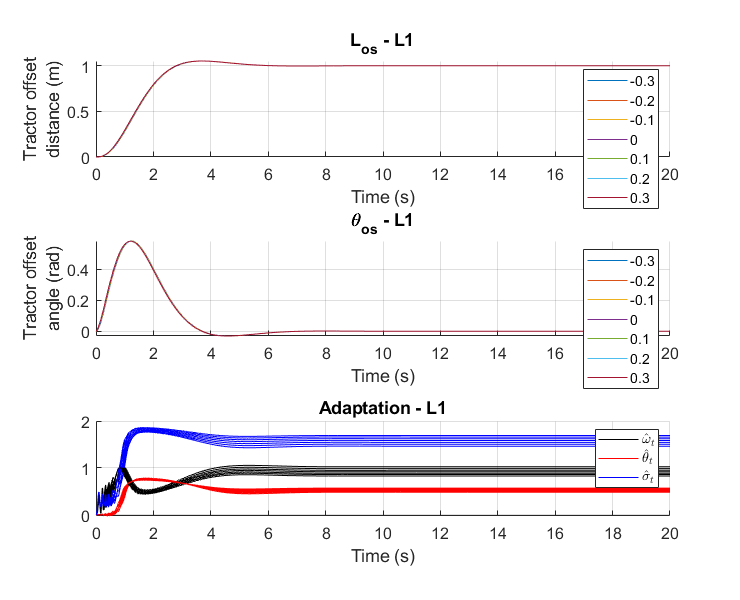 L_os - L1
Tractor offset
distance (m)
1
0.5
0
0 2 4 6 8 10 12 14 16 18 20
Time (s)
-0.3
-0.2
-0.1
0
0.1
0.2
0.3
θ_os - L1
Tractor offset
angle (rad)
0.4
0.2
0
0 2 4 6 8 10 12 14 16 20
Time (s)
-0.3
-0.2
-0.1
0
0.1
0.2
0.3
Adaptation - L1
2
1
0
0 2 4 6 8 10 12 14 16 18 20
Time (s)
ω̂_t
θ̂_t
σ̂_t